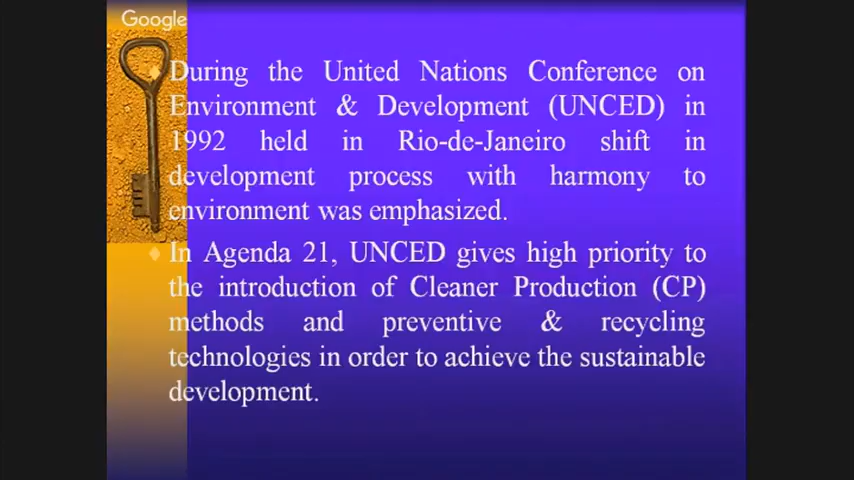 Google
During the United Nations Conference on
Environment & Development (UNCED) in
1992 held in Rio-de-Janeiro shift in
development process with harmony to
environment was emphasized.
In Agenda 21, UNCED gives high priority to
the introduction of Cleaner Production (CP)
methods and preventive & recycling
technologies in order to achieve the sustainable
development.